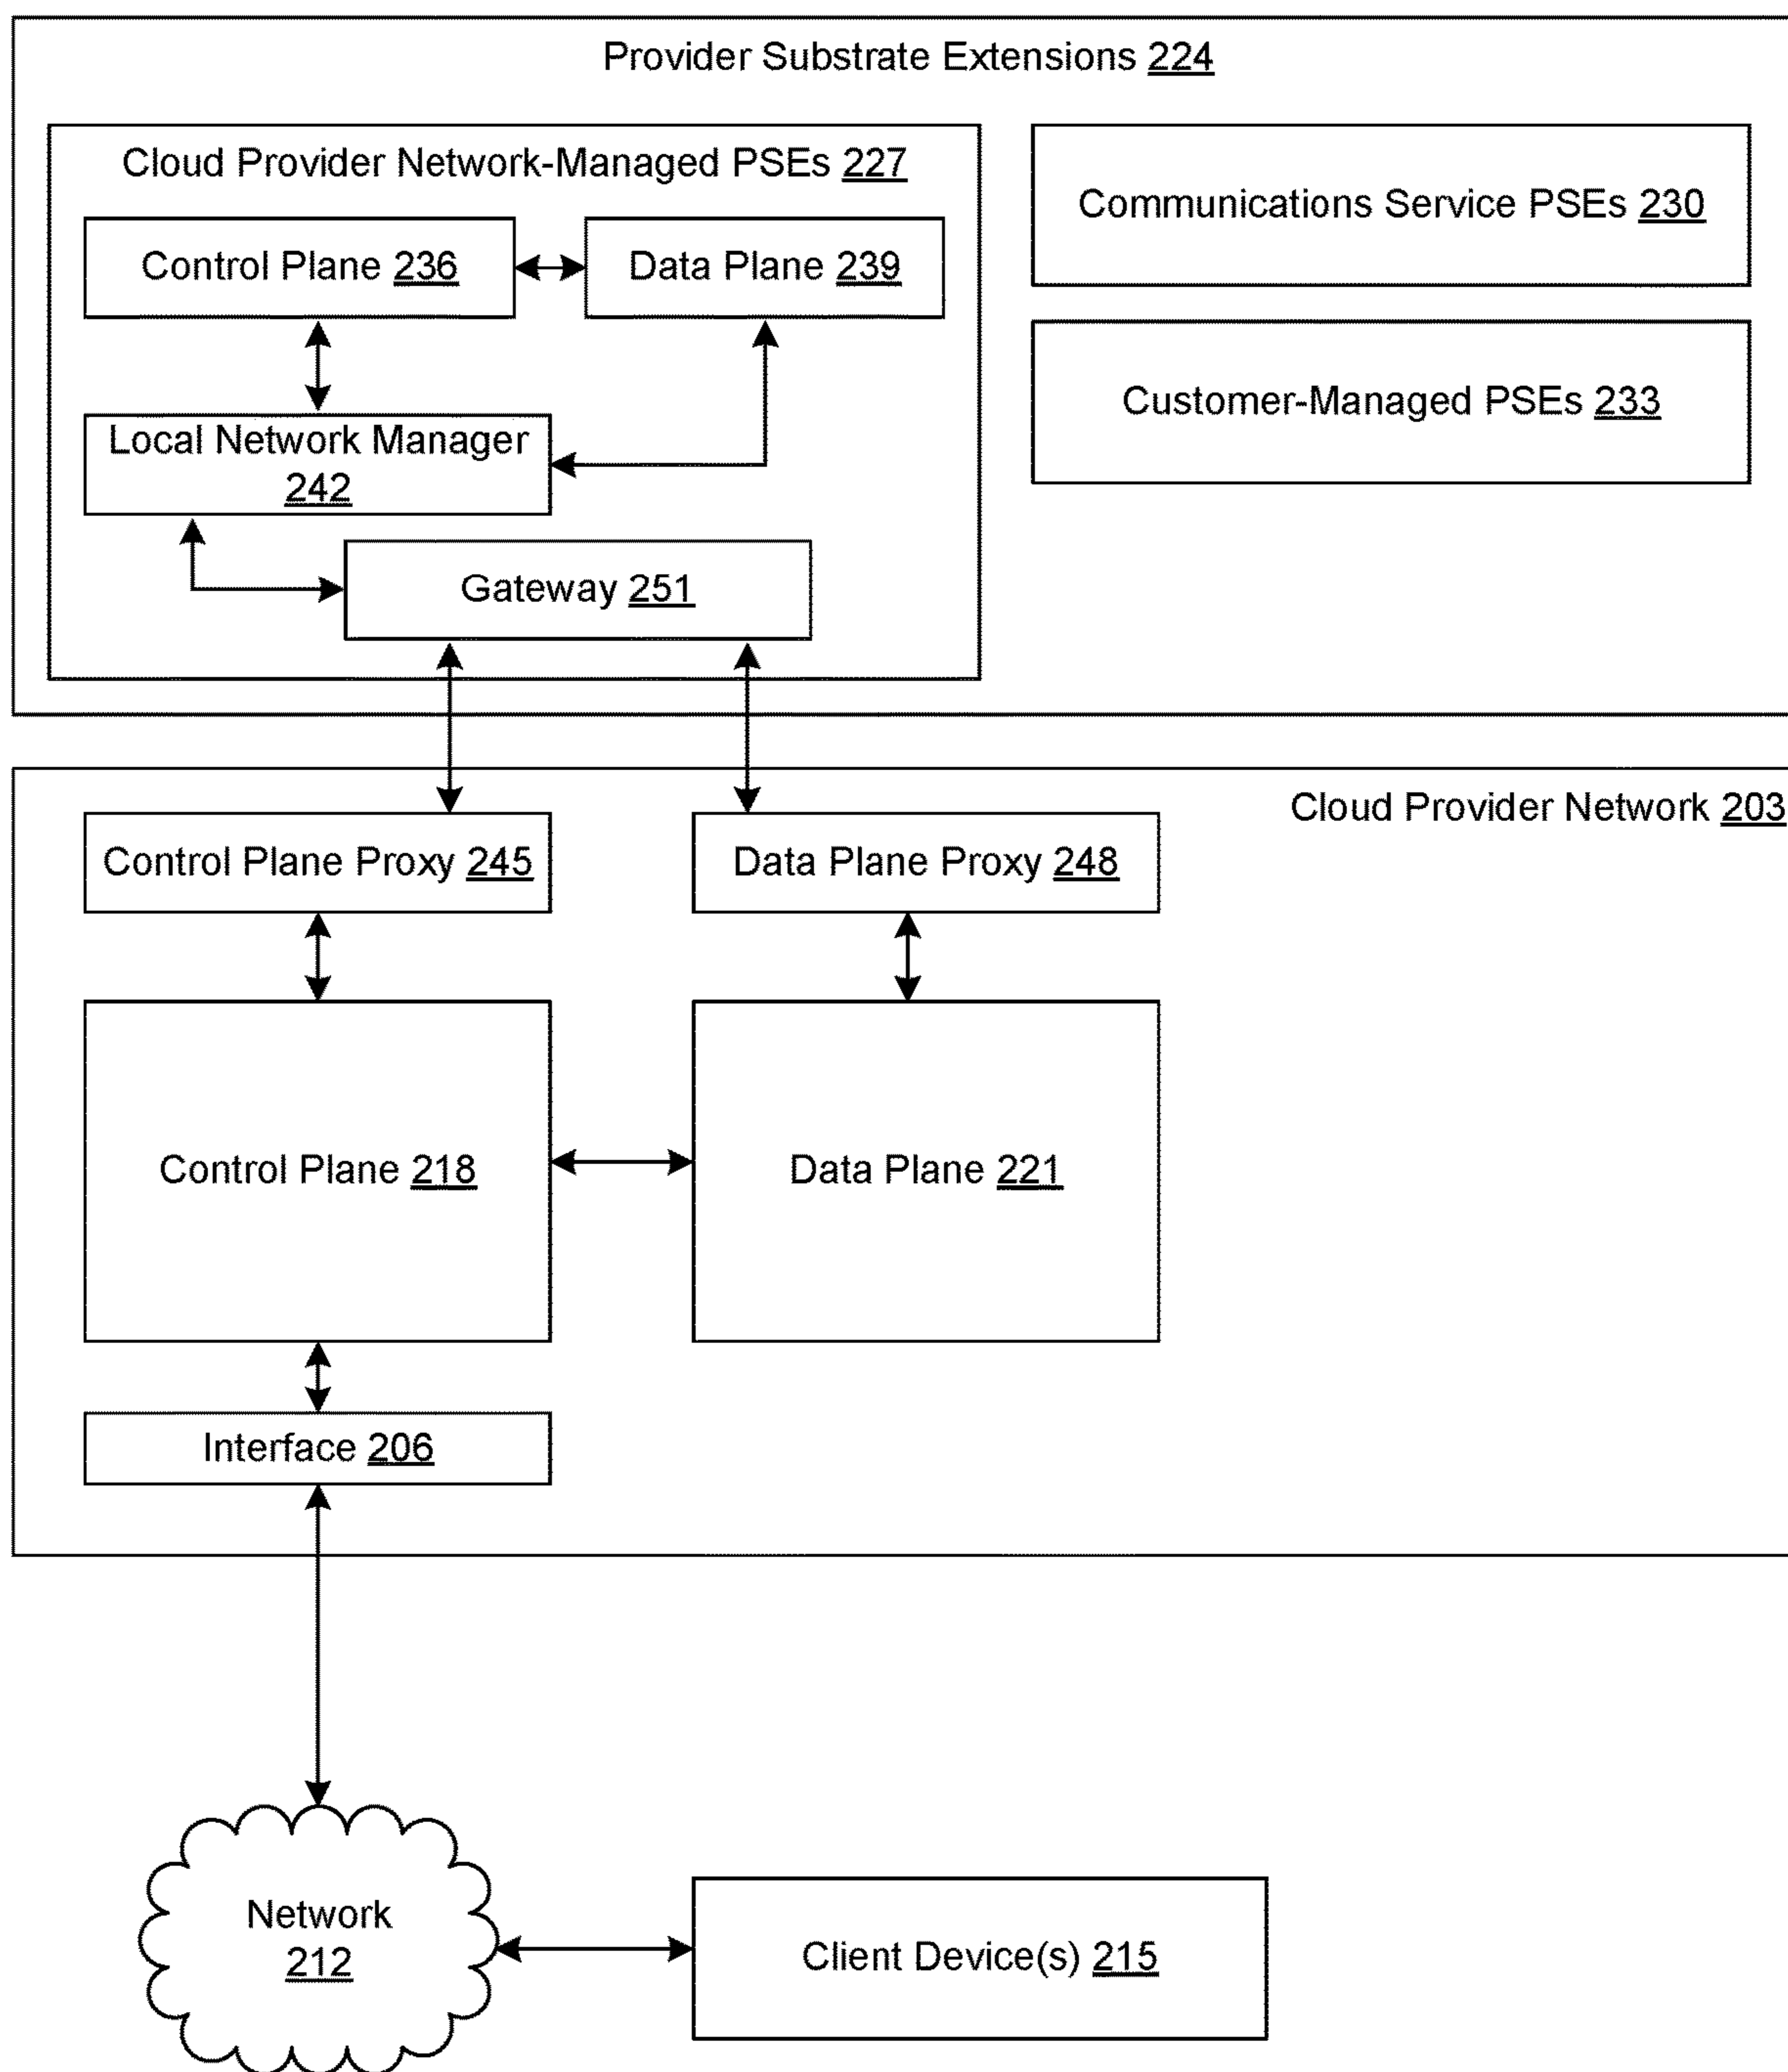 Provider Substrate Extensions 224
Cloud Provider Network-Managed PSEs 227
Control Plane 236
Data Plane 239
Local Network Manager
242
Gateway 251
Communications Service PSEs 230
Customer-Managed PSEs 233
Cloud Provider Network 203
Control Plane Proxy 245
Data Plane Proxy 248
Control Plane 218
Data Plane 221
Interface 206
Network
212
Client Device(s) 215